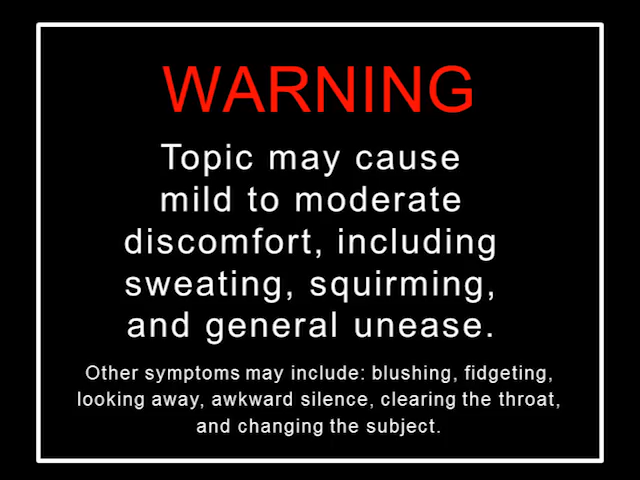 WARNING
Topic may cause
mild to moderate
discomfort, including
sweating, squirming,
and general unease.
Other symptoms may include: blushing, fidgeting,
looking away, awkward silence, clearing the throat,
and changing the subject.